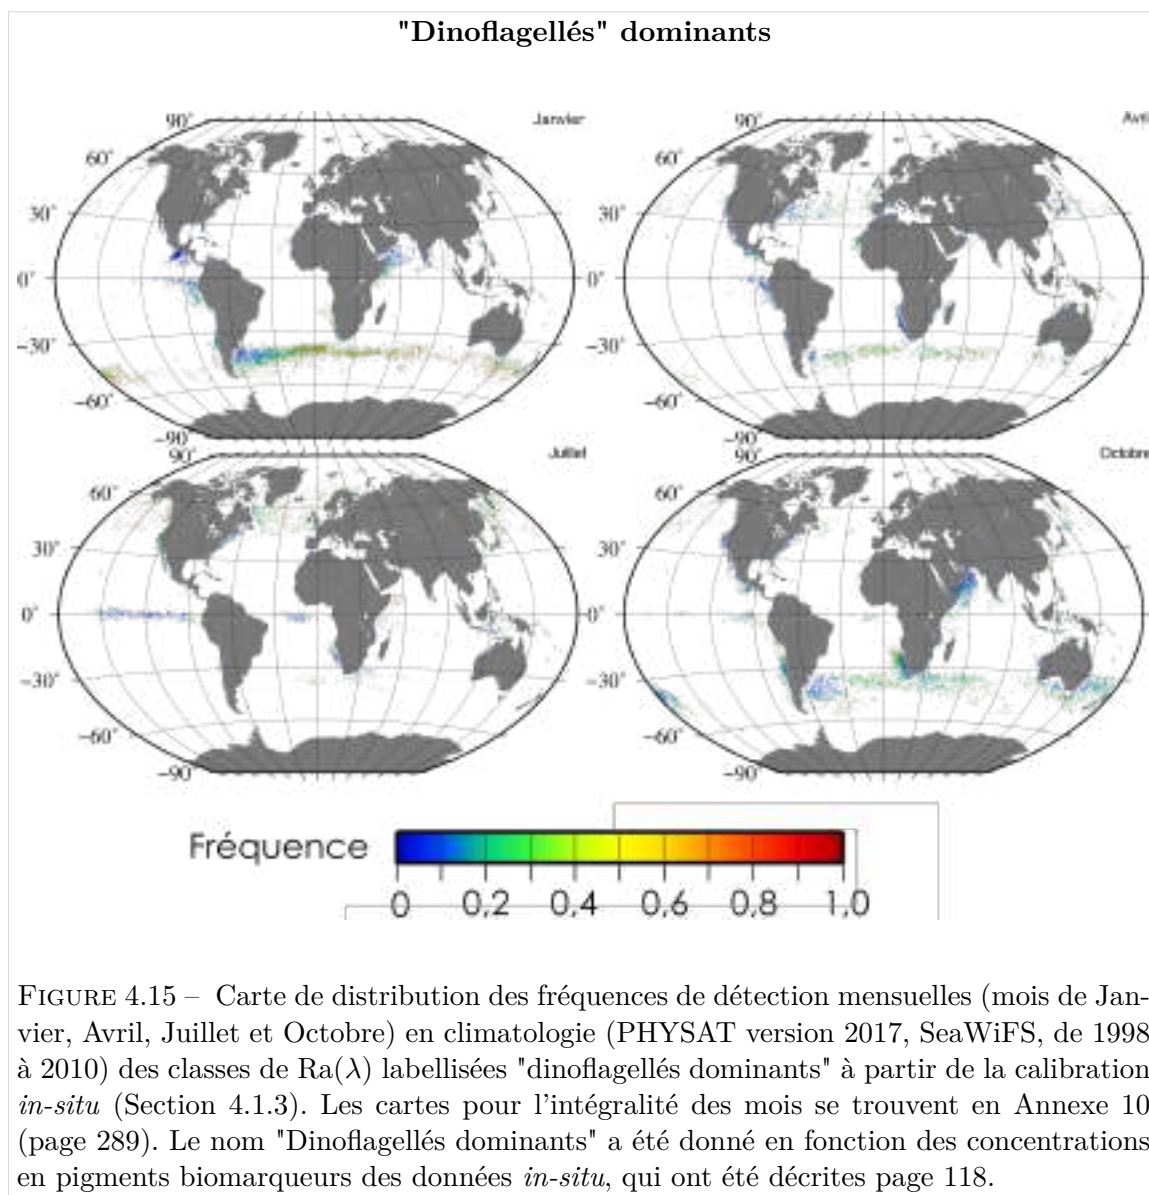 "Dinoflagellés" dominants
Janvier
90°
60°
30°
0°
−30°
−60°
−90°
Avril
90°
60°
30°
0°
−30°
−60°
−90°
Juillet
90°
60°
30°
0°
−30°
−60°
−90°
Octobre
90°
60°
30°
0°
−30°
−60°
−90°
Fréquence
0 0,2 0,4 0,6 0,8 1,0
FIGURE 4.15 – Carte de distribution des fréquences de détection mensuelles (mois de Jan-
vier, Avril, Juillet et Octobre) en climatologie (PHYSAT version 2017, SeaWiFS, de 1998
à 2010) des classes de Ra(λ) labellisées "dinoflagellés dominants" à partir de la calibration
in-situ (Section 4.1.3). Les cartes pour l'intégralité des mois se trouvent en Annexe 10
(page 289). Le nom "Dinoflagellés dominants" a été donné en fonction des concentrations
en pigments biomarqueurs des données in-situ, qui ont été décrites page 118.